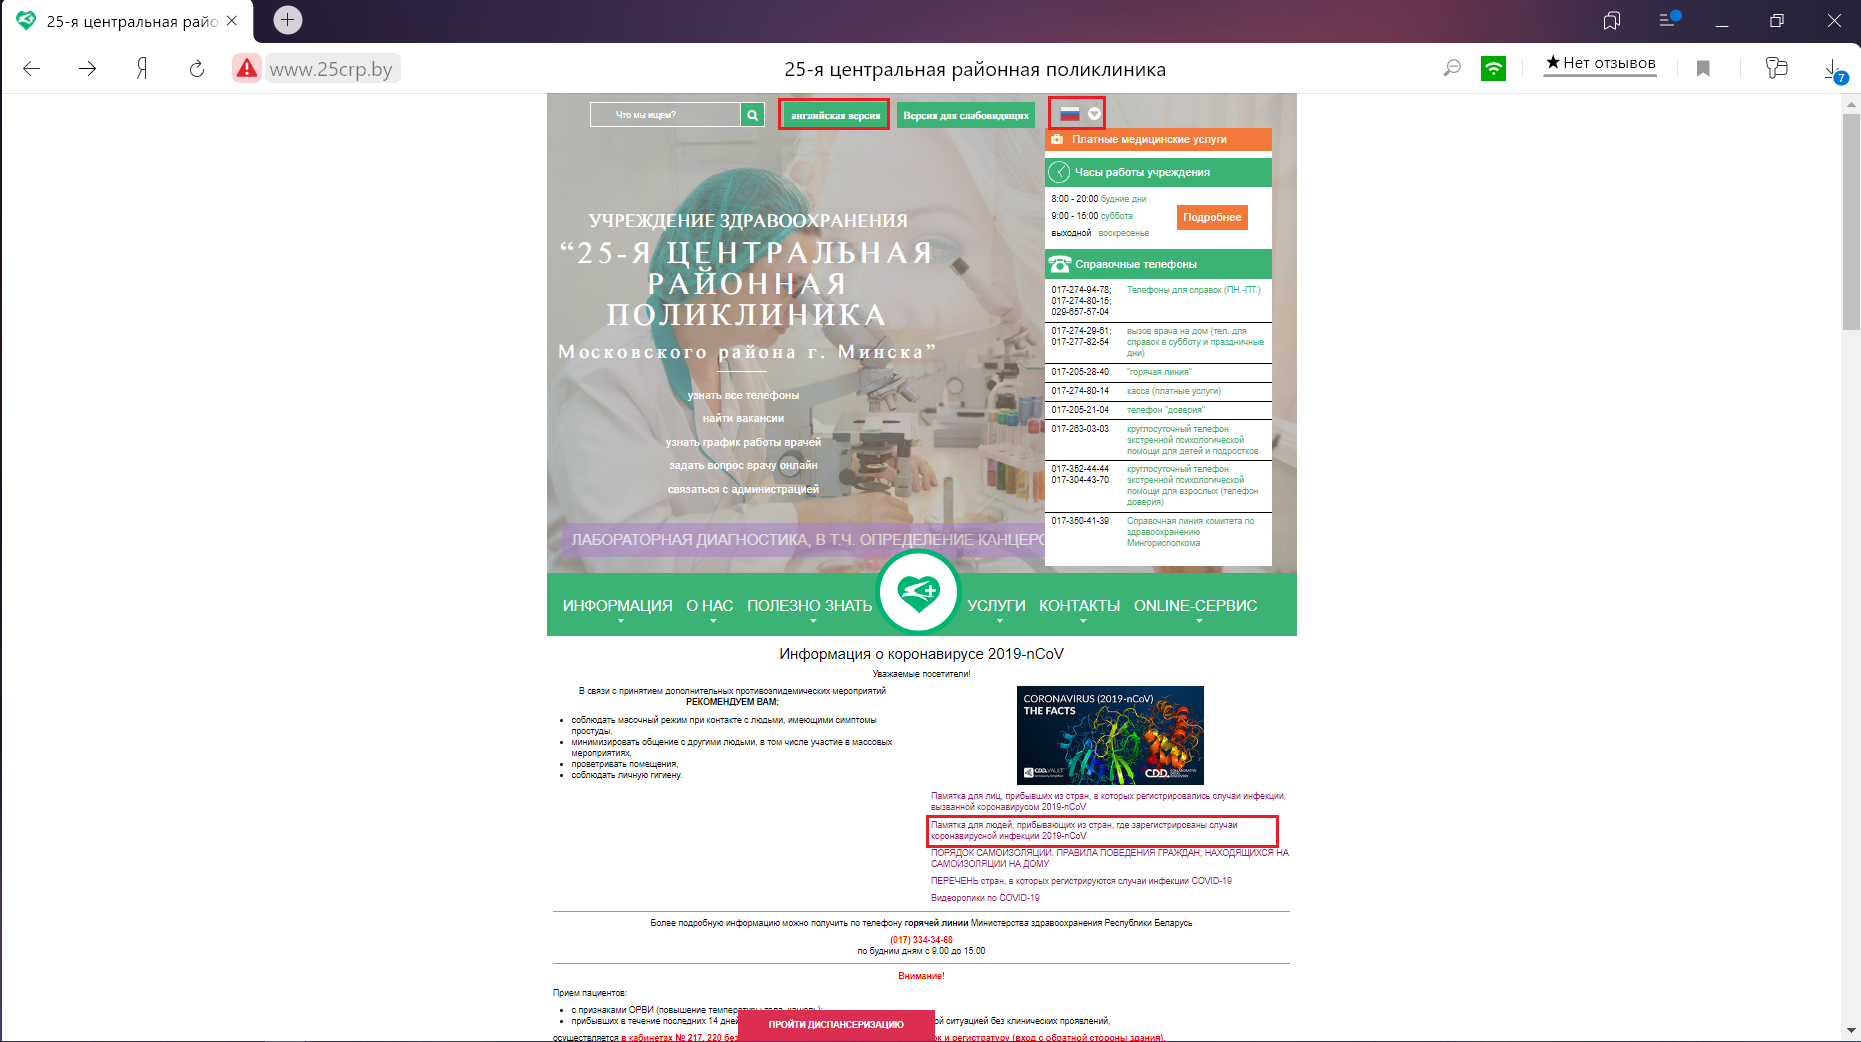 25-я центральная райо
Я
www.25crp.by
25-я центральная районная поликлиника
★Нет отзывов
7
Что мы ищем?
английская версия
Версия для слабовидящих
Платные медицинские услуги
Часы работы учреждения
8:00 - 20:00 будние дни
9:00 - 15:00 суббота
выходной воскресенье
Подробнее
Справочные телефоны
017-274-94-78;
017-274-80-15;
029-657-57-04
Телефоны для справок (ПН.-ПТ.)
017-274-29-61;
017-277-82-54
вызов врача на дом (тел. для
справок в субботу и праздничные
дни)
017-205-28-40 "горячая линия"
017-274-80-14 касса (платные услуги)
017-205-21-04 телефон "доверия"
017-263-03-03
круглосуточный телефон
экстренной психологической
помощи для детей и подростков
017-352-44-44
017-304-43-70
круглосуточный телефон
экстренной психологической
помощи для взрослых (телефон
доверия)
017-350-41-39
Справочная линия комитета по
здравоохранению
Мингорисполкома
УЧРЕЖДЕНИЕ ЗДРАВООХРАНЕНИЯ
“25-Я ЦЕНТРАЛЬНАЯ
РАЙОННАЯ
ПОЛИКЛИНИКА
Московского района г. Минска”
узнать все телефоны
найти вакансии
узнать график работы врачей
задать вопрос врачу онлайн
связаться с администрацией
ЛАБОРАТОРНАЯ ДИАГНОСТИКА, В Т.Ч. ОПРЕДЕЛЕНИЕ КАНЦЕРО
ИНФОРМАЦИЯ О НАС ПОЛЕЗНО ЗНАТЬ УСЛУГИ КОНТАКТЫ ONLINE-СЕРВИС
Информация о коронавирусе 2019-nCoV
Уважаемые посетители!
В связи с принятием дополнительных противоэпидемических мероприятий
РЕКОМЕНДУЕМ ВАМ:
• соблюдать масочный режим при контакте с людьми, имеющими симптомы
простуды,
• минимизировать общение с другими людьми, в том числе участие в массовых
мероприятиях,
• проветривать помещения,
• соблюдать личную гигиену.
CORONAVIRUS (2019-nCoV)
THE FACTS
CDD.VAULT
CDD.
Памятка для лиц, прибывших из стран, в которых регистрировались случаи инфекции,
вызванной коронавирусом 2019-nCoV
Памятка для людей, прибывающих из стран, где зарегистрированы случаи
коронавирусной инфекции 2019-nCoV
ПОРЯДОК САМОИЗОЛЯЦИИ. ПРАВИЛА ПОВЕДЕНИЯ ГРАЖДАН, НАХОДЯЩИХСЯ НА
САМОИЗОЛЯЦИИ НА ДОМУ
ПЕРЕЧЕНЬ стран, в которых регистрируются случаи инфекции COVID-19
Видеоролики по COVID-19
Более подробную информацию можно получить по телефону горячей линии Министерства здравоохранения Республики Беларусь
(017) 334-34-68
по будним дням с 9.00 до 15.00
Внимание!
Прием пациентов:
• с признаками ОРВИ (повышение температуры тела, кашель);
• прибывших в течение последних 14 дней ой ситуацией без клинических проявлений,
осуществляется в кабинетах № 217, 220 без ок и регистратуру (вход с обратной стороны здания).
ПРОЙТИ ДИСПАНСЕРИЗАЦИЮ